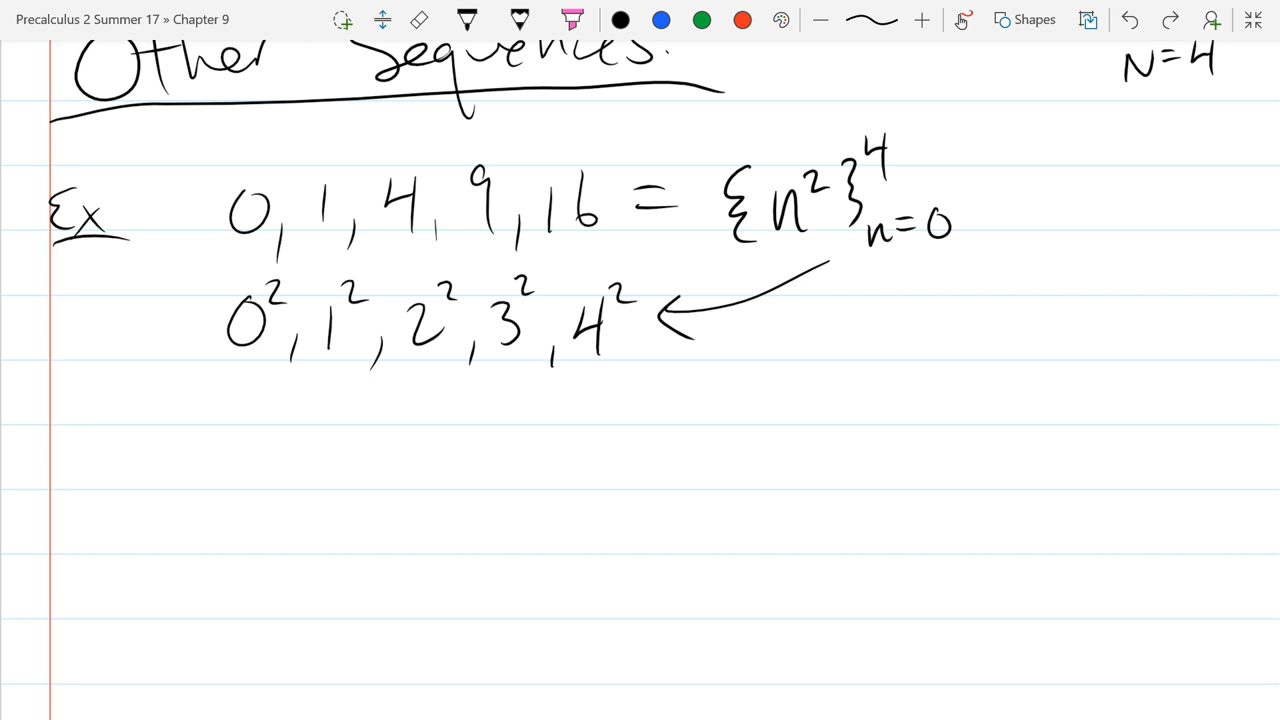 Precalculus 2 Summer 17 » Chapter 9
Shapes
Other Sequences.
N=4
Ex 0, 1, 4, 9, 16 = {n²}⁴ₙ₌₀
0², 1², 2², 3², 4²